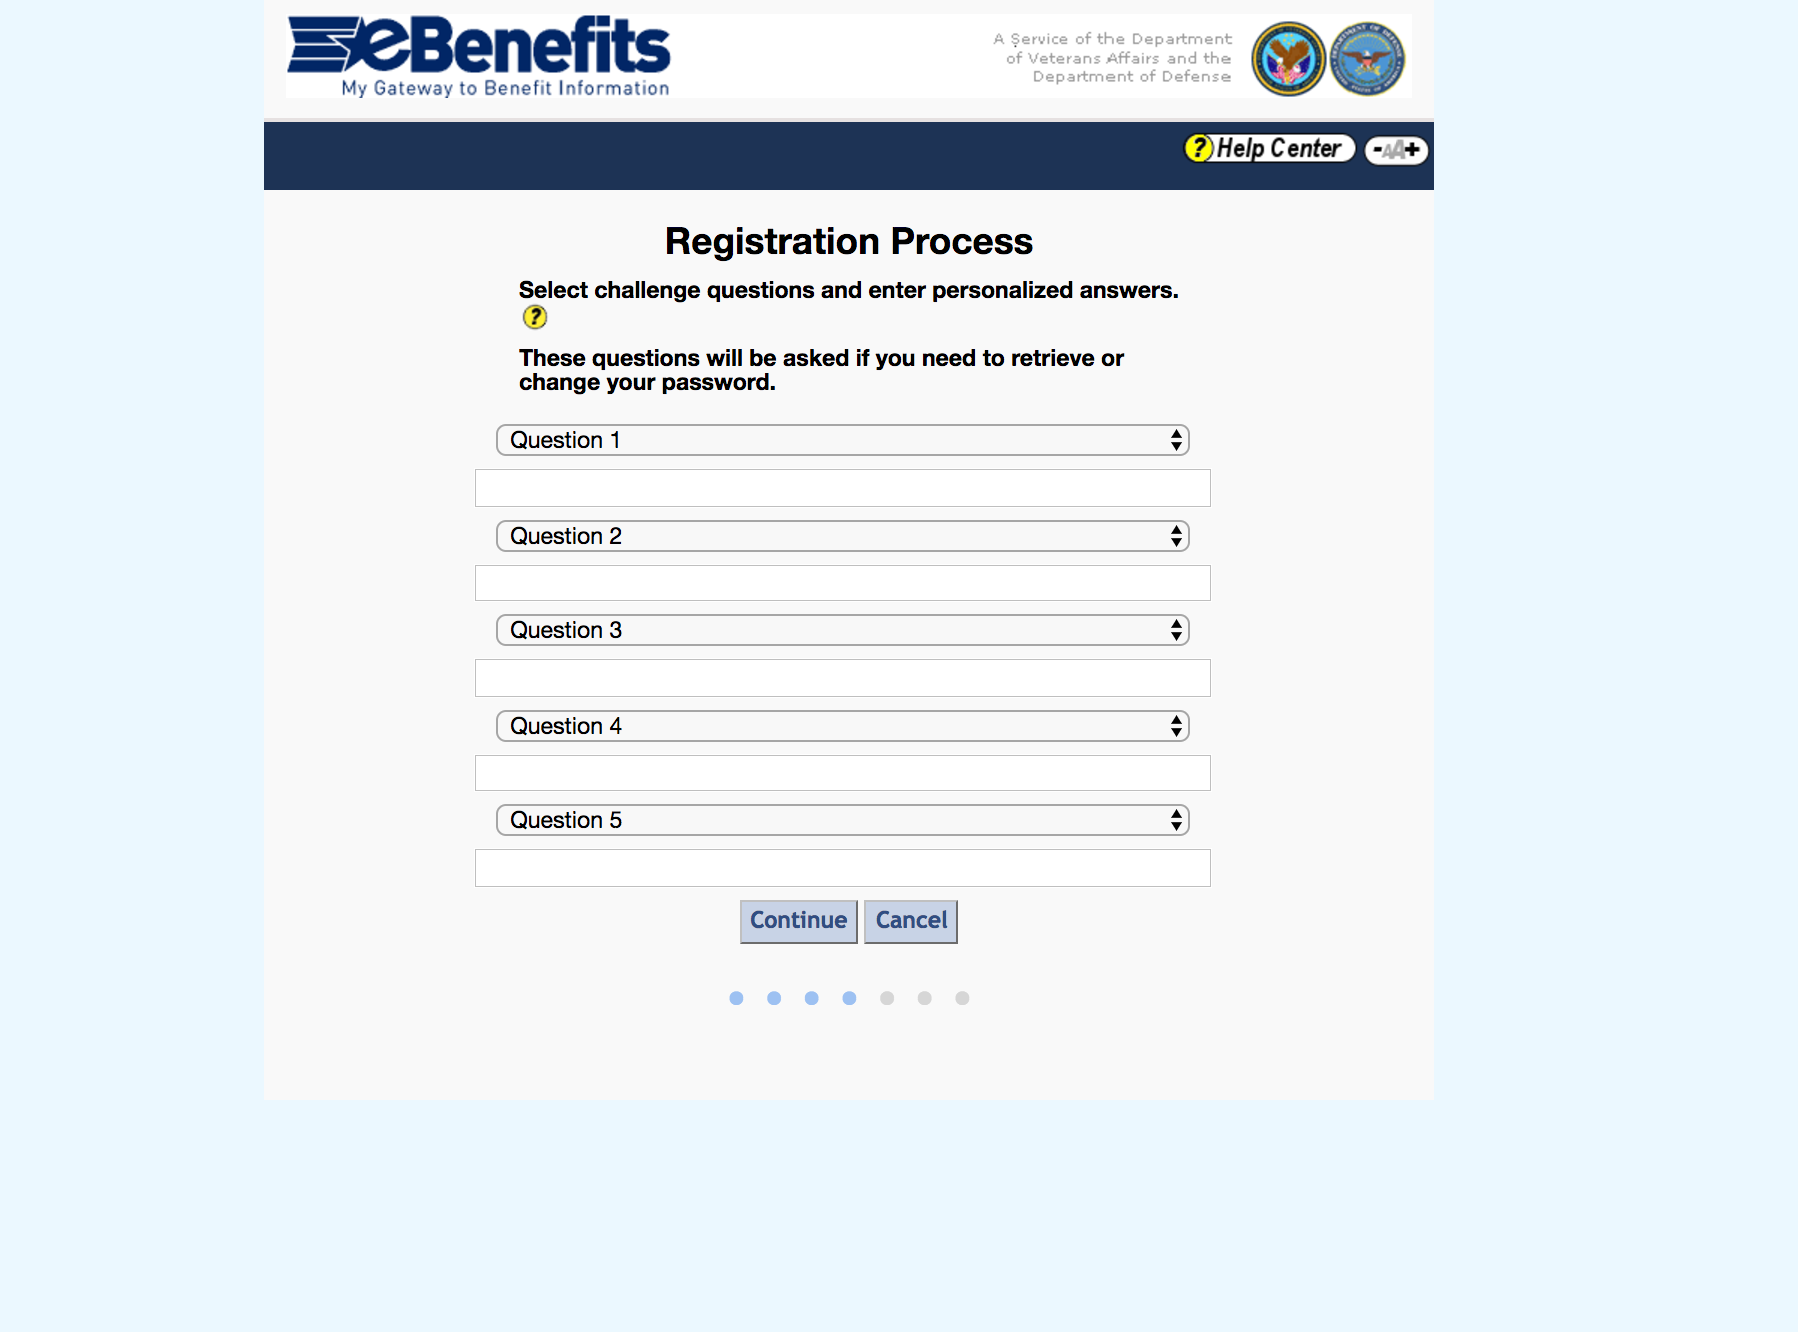 eBenefits
My Gateway to Benefit Information
A Service of the Department
of Veterans Affairs and the
Department of Defense
? Help Center
-AA+
Registration Process
Select challenge questions and enter personalized answers.
?
These questions will be asked if you need to retrieve or
change your password.
Question 1
Question 2
Question 3
Question 4
Question 5
Continue Cancel